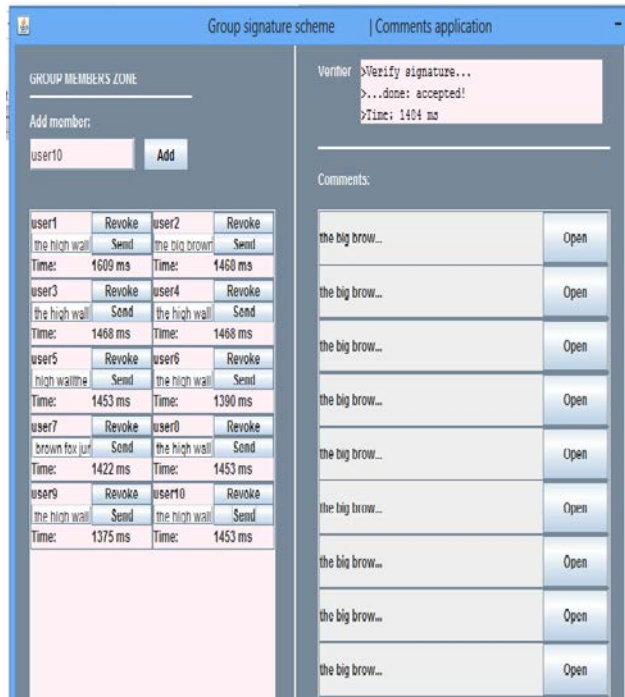 Group signature scheme | Comments application
GROUP MEMBERS ZONE
Add member:
user10 Add
user1 Revoke user2 Revoke
the high wall Send the big brown Send
Time: 1609 ms Time: 1468 ms
user3 Revoke user4 Revoke
the high wall Send the high wall Send
Time: 1468 ms Time: 1468 ms
user5 Revoke user6 Revoke
high wallthe Send the high wall Send
Time: 1453 ms Time: 1390 ms
user7 Revoke user8 Revoke
brown fox jur Send the high wall Send
Time: 1422 ms Time: 1453 ms
user9 Revoke user10 Revoke
the high wall Send the high wall Send
Time: 1375 ms Time: 1453 ms
Verifier >Verify signature...
>...done: accepted!
>Time: 1404 ms
Comments:
the big brow... Open
the big brow... Open
the big brow... Open
the big brow... Open
the big brow... Open
the big brow... Open
the big brow... Open
the big brow... Open
the big brow... Open